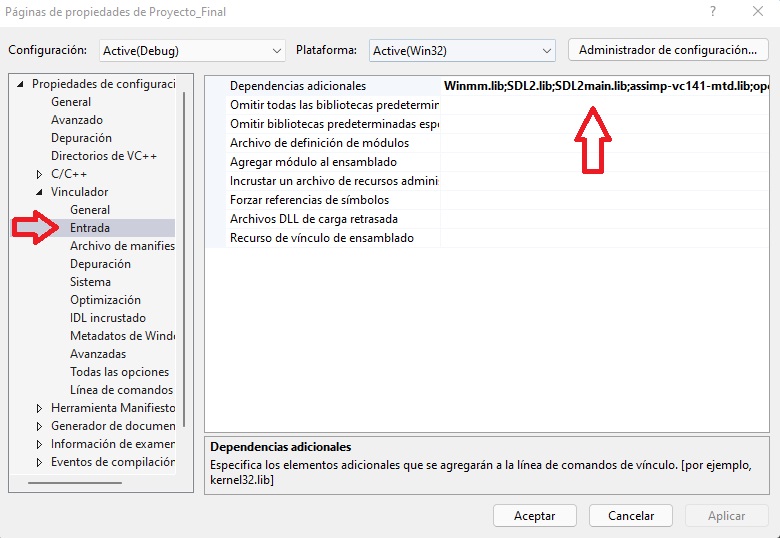 Páginas de propiedades de Proyecto_Final
?
Configuración:
Active(Debug)
Plataforma:
Active(Win32)
Administrador de configuración...
Propiedades de configuraci
General
Avanzado
Depuración
Directorios de VC++
C/C++
Vinculador
General
Entrada
Archivo de manifies
Depuración
Sistema
Optimización
IDL incrustado
Metadatos de Windo
Avanzadas
Todas las opciones
Línea de comandos
Herramienta Manifiesto
Generador de documen
Información de examen
Eventos de compilación
Dependencias adicionales
Winmm.lib;SDL2.lib;SDL2main.lib;assimp-vc141-mtd.lib;ope
Omitir todas las bibliotecas predetermin
Omitir bibliotecas predeterminadas espe
Archivo de definición de módulos
Agregar módulo al ensamblado
Incrustar un archivo de recursos adminis
Forzar referencias de símbolos
Archivos DLL de carga retrasada
Recurso de vínculo de ensamblado
Dependencias adicionales
Especifica los elementos adicionales que se agregarán a la línea de comandos de vínculo. [por ejemplo,
kernel32.lib]
Aceptar
Cancelar
Aplicar